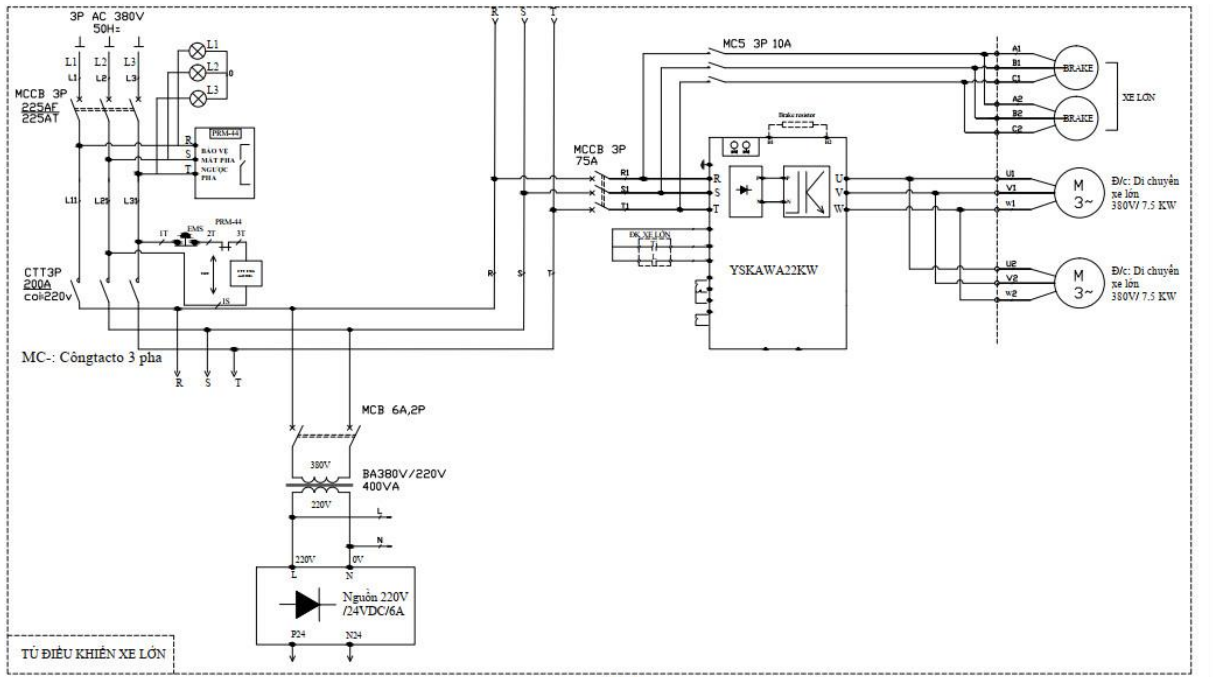 3P AC 380V
50Hz
L1 L2 L3
L1 L2 L3
L1
L2
L3
0
MCCB 3P
225AF
225AT
PRM-44
R
S
T
BẢO VỆ
MẤT PHA
NGƯỢC
PHA
L11 L21 L31
EMS
PRM-44
1T 2T 3T
1S
CTT3P
200A
coil:220v
MC-: Côngtacto 3 pha
R S T
R S T
R S T
MCB 6A,2P
380V
BA380V/220V
400VA
220V
L
N
220V 0V
L N
Nguồn 220V
/24VDC/6A
P24 N24
TỦ ĐIỀU KHIỂN XE LỚN
MC5 3P 10A
MCCB 3P
75A
R1
S1
T1
Brake resistor
B1 B2
R
S
T
U
V
W
ĐK XE LỚN
YSKAWA22KW
A1
B1
C1
BRAKE
A2
B2
C2
BRAKE
XE LỚN
U1
V1
w1
M
3~
Đ/c: Di chuyển
xe lớn
380V/ 7.5 KW
U2
V2
w2
M
3~
Đ/c: Di chuyển
xe lớn
380V/ 7.5 KW